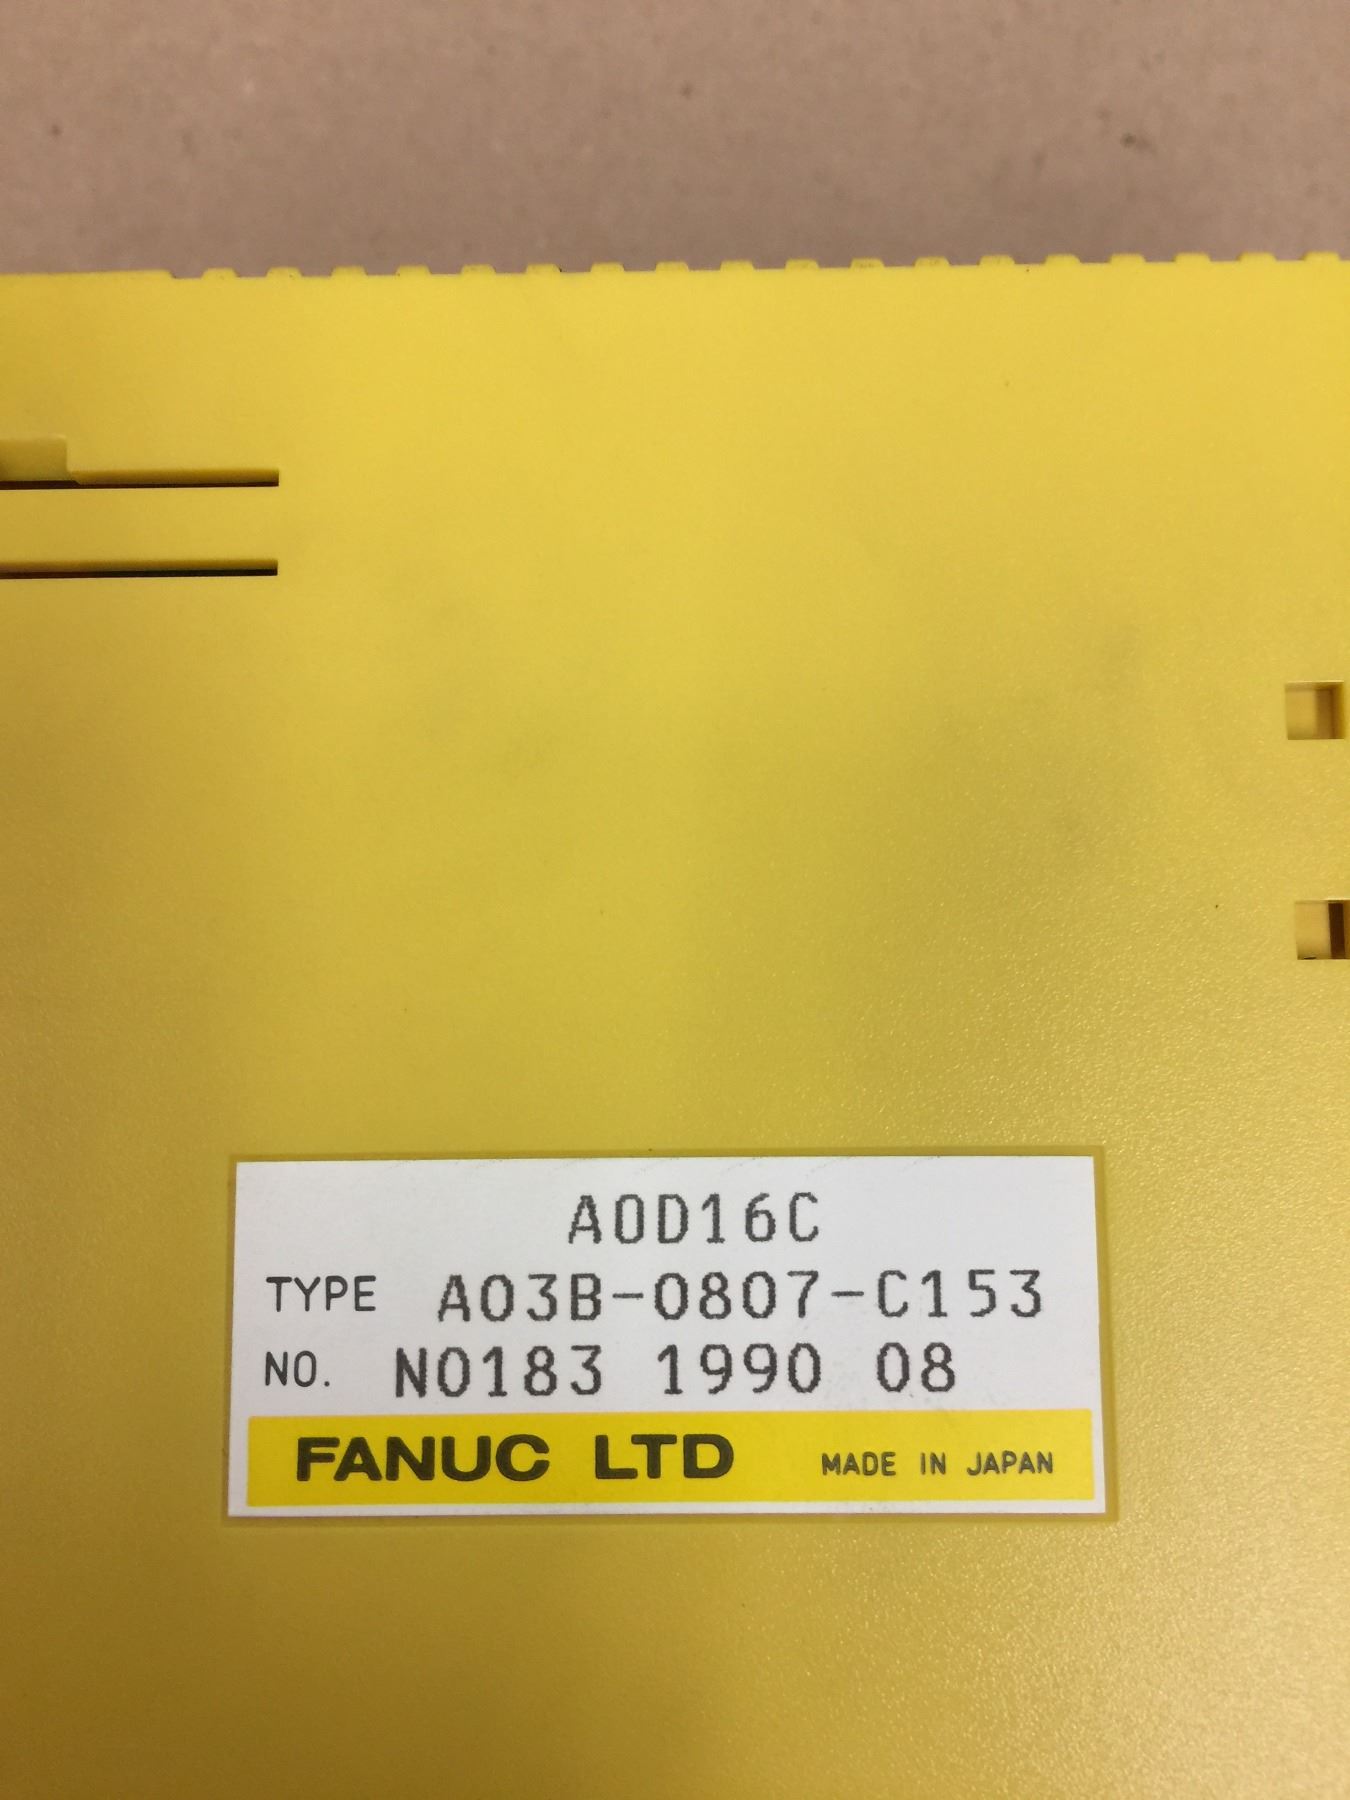 AOD16C
TYPE A03B-0807-C153
NO. N0183 1990 08
FANUC LTD MADE IN JAPAN